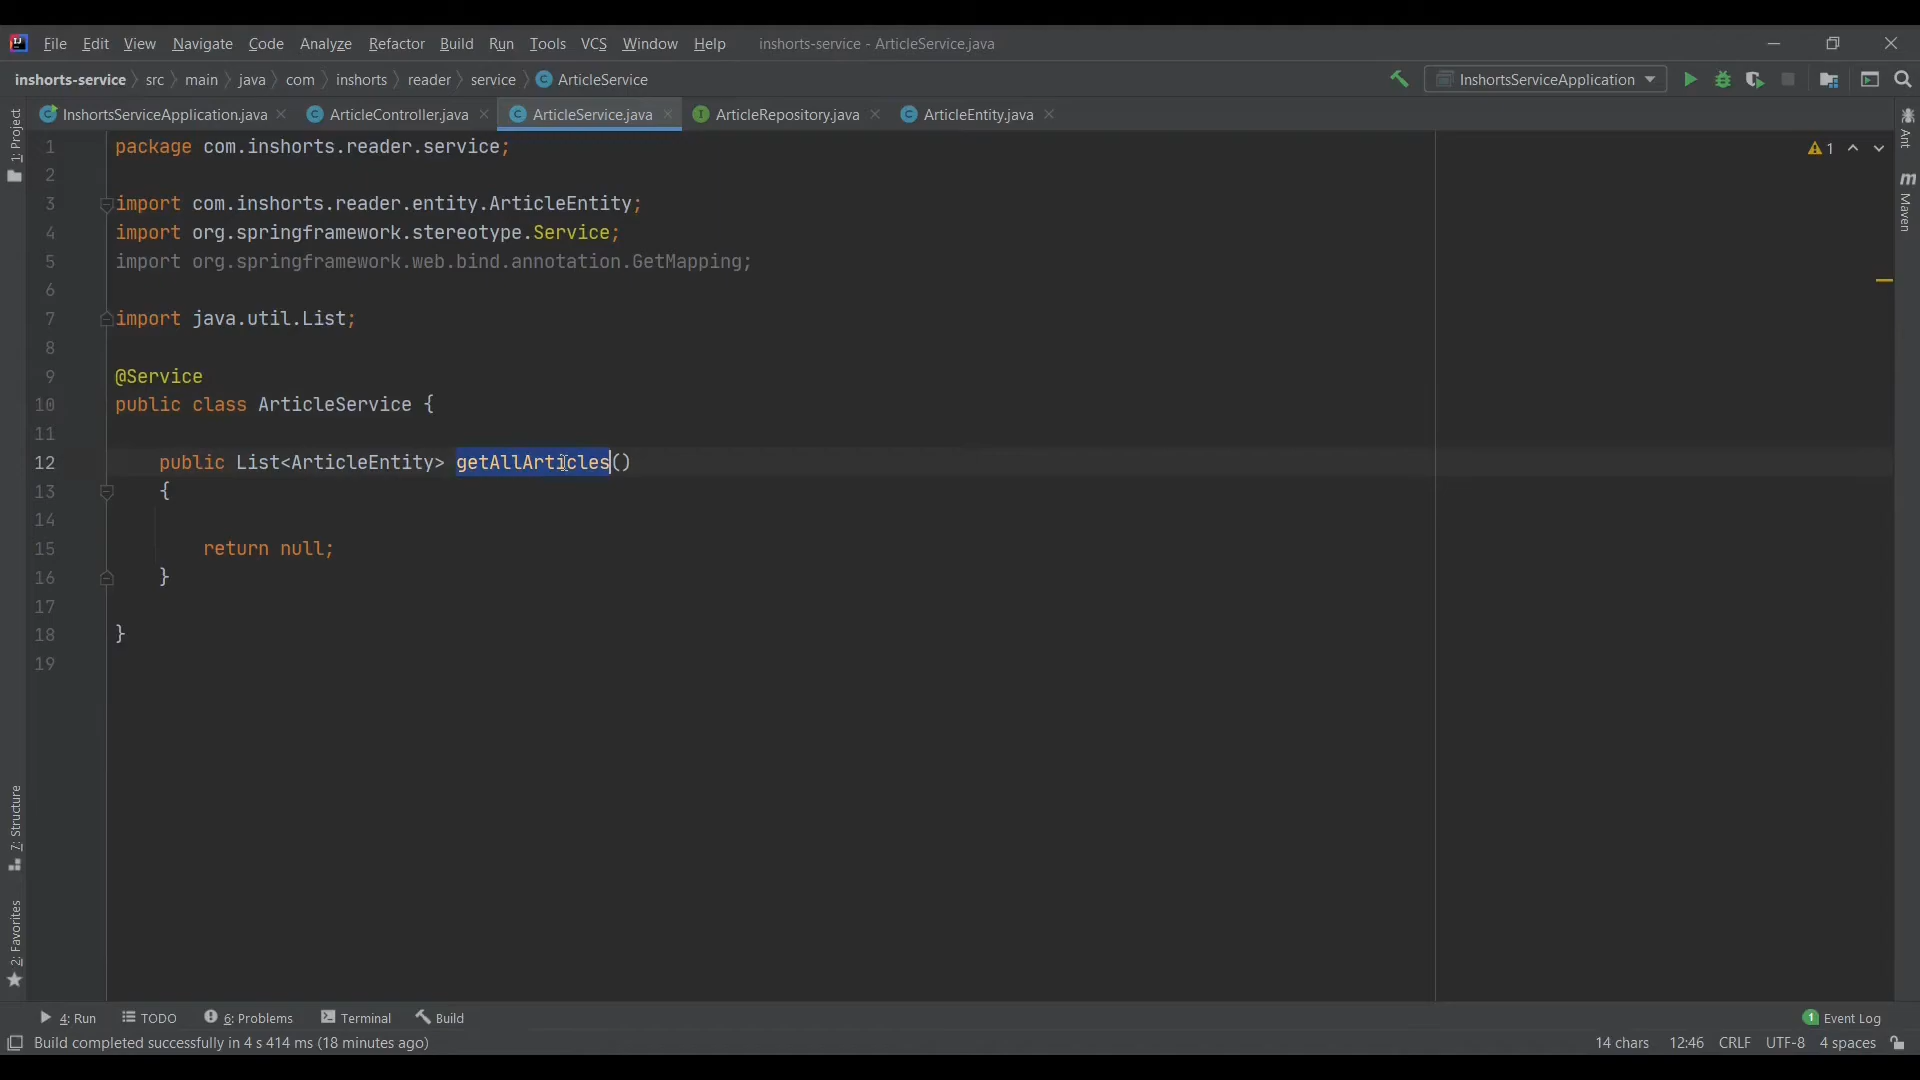 File Edit View Navigate Code Analyze Refactor Build Run Tools VCS Window Help inshorts-service - ArticleService.java
inshorts-service src main java com inshorts reader service ArticleService InshortsServiceApplication
InshortsServiceApplication.java ArticleController.java ArticleService.java ArticleRepository.java ArticleEntity.java
1 package com.inshorts.reader.service;
2
3 import com.inshorts.reader.entity.ArticleEntity;
4 import org.springframework.stereotype.Service;
5 import org.springframework.web.bind.annotation.GetMapping;
6
7 import java.util.List;
8
9 @Service
10 public class ArticleService {
11
12 public List<ArticleEntity> getAllArticles()
13 {
14
15 return null;
16 }
17
18 }
19
1
1: Project
7: Structure
2: Favorites
Ant
Maven
4: Run TODO 6: Problems Terminal Build 1 Event Log
Build completed successfully in 4 s 414 ms (18 minutes ago) 14 chars 12:46 CRLF UTF-8 4 spaces